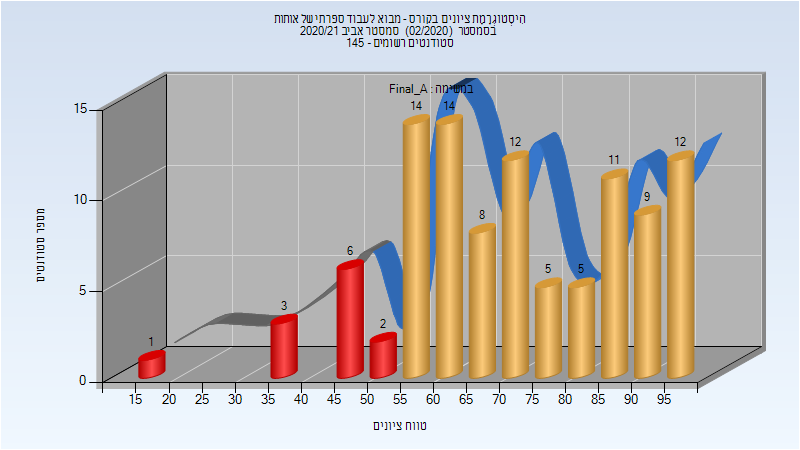 היסטוגרמת ציונים בקורס - מבוא לעבוד ספרתי של אותות
בסמסטר (02/2020) סמסטר אביב 2020/21
סטודנטים רשומים - 145
במשימה : Final_A
מספר סטודנטים
15
10
5
0
1
3
6
2
14
14
8
12
5
5
11
9
12
15 20 25 30 35 40 45 50 55 60 65 70 75 80 85 90 95
טווח ציונים